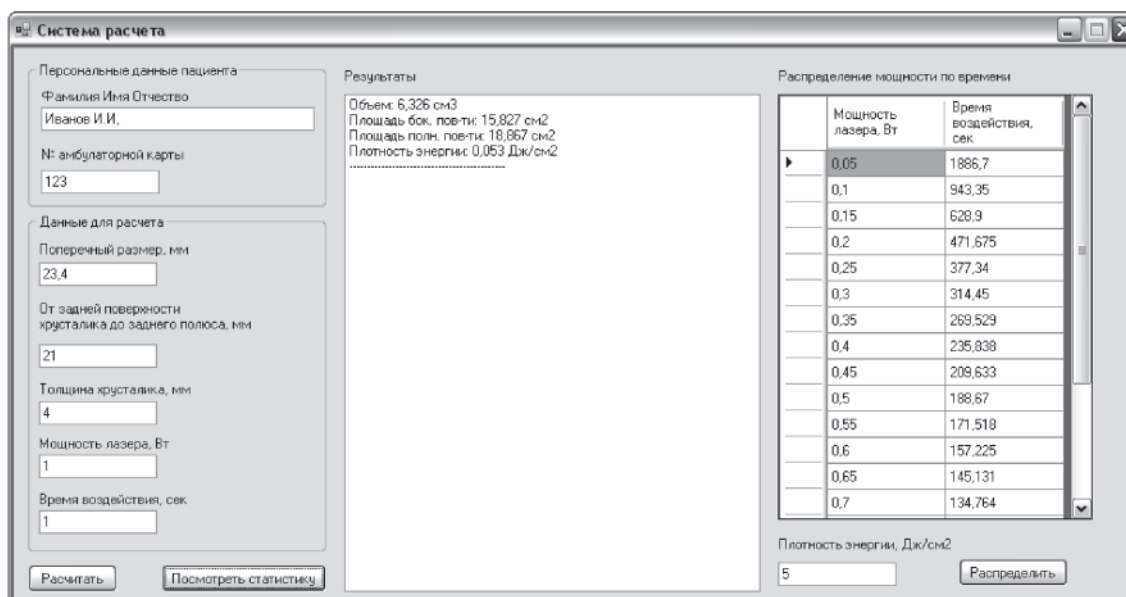 Система расчета
Персональные данные пациента
Фамилия Имя Отчество
Иванов И.И,
№ амбулаторной карты
123
Данные для расчета
Поперечный размер, мм
23,4
От задней поверхности
хрусталика до заднего полюса, мм
21
Толщина хрусталика, мм
4
Мощность лазера, Вт
1
Время воздействия, сек
1
Расчитать
Посмотреть статистику
Результаты
Объем: 6,326 см3
Площадь бок. пов-ти: 15,827 см2
Площадь полн. пов-ти: 18,867 см2
Плотность энергии: 0,053 Дж/см2
--------------------------------------------------
Распределение мощности по времени
Мощность лазера, Вт
Время воздействия, сек
0,05 1886,7
0,1 943,35
0,15 628,9
0,2 471,675
0,25 377,34
0,3 314,45
0,35 269,529
0,4 235,838
0,45 209,633
0,5 188,67
0,55 171,518
0,6 157,225
0,65 145,131
0,7 134,764
Плотность энергии, Дж/см2
5
Распределить